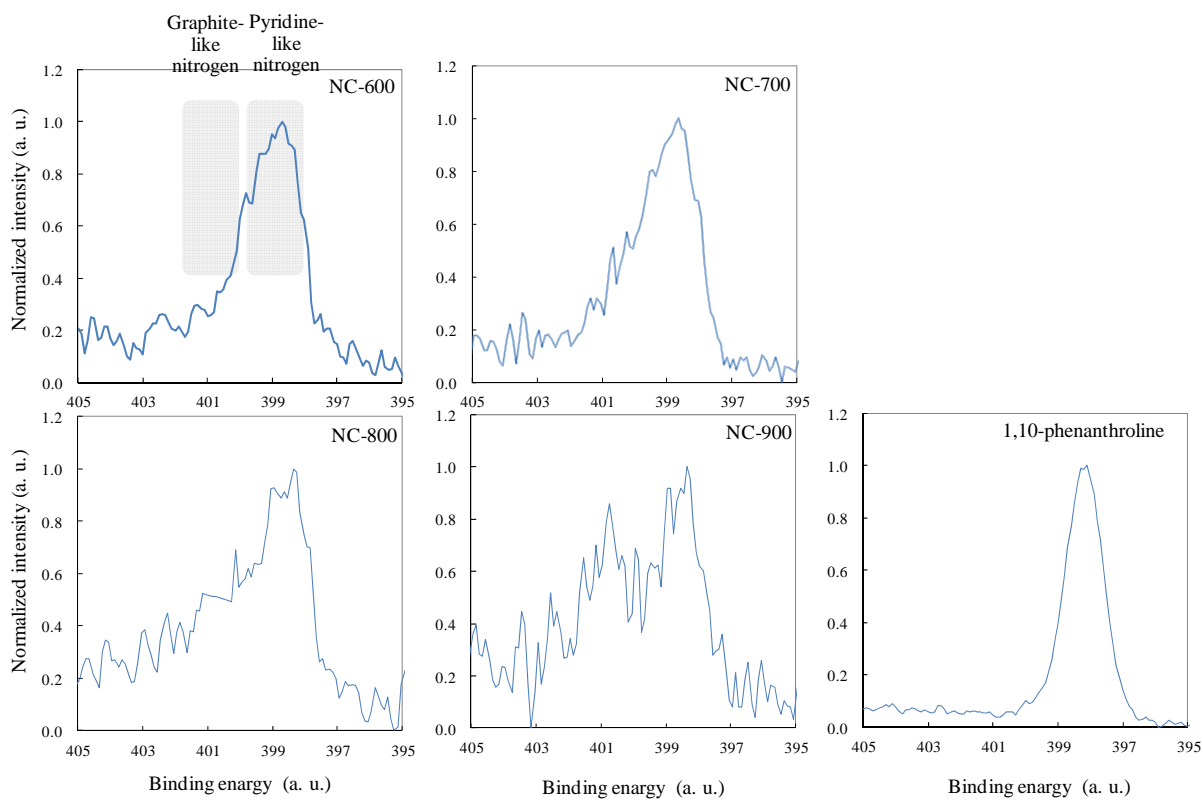 Graphite-like nitrogen
Pyridine-like nitrogen
NC-600
Normalized intensity (a. u.)
1.2
1.0
0.8
0.6
0.4
0.2
0.0
405 403 401 399 397 395
NC-700
1.2
1.0
0.8
0.6
0.4
0.2
0.0
405 403 401 399 397 395
NC-800
Normalized intensity (a. u.)
1.2
1.0
0.8
0.6
0.4
0.2
0.0
405 403 401 399 397 395
Binding enargy (a. u.)
NC-900
1.2
1.0
0.8
0.6
0.4
0.2
0.0
405 403 401 399 397 395
Binding enargy (a. u.)
1,10-phenanthroline
1.2
1.0
0.8
0.6
0.4
0.2
0.0
405 403 401 399 397 395
Binding enargy (a. u.)